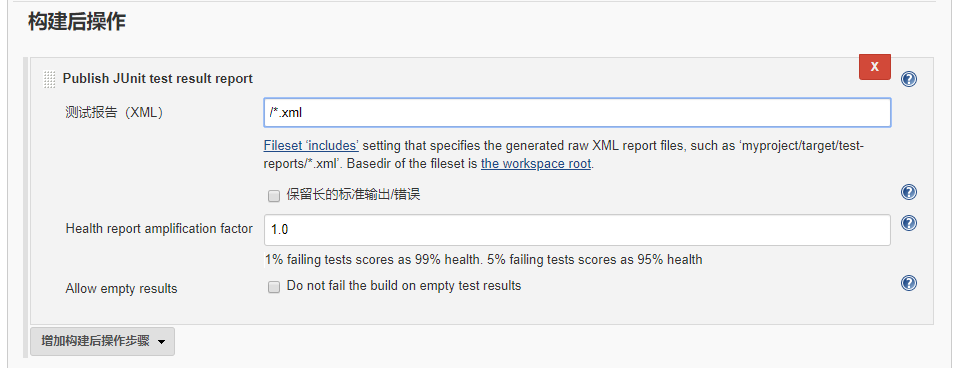 构建后操作
Publish JUnit test result report
X
测试报告（XML）
/*.xml
Fileset ‘includes’ setting that specifies the generated raw XML report files, such as ‘myproject/target/test-
reports/*.xml’. Basedir of the fileset is the workspace root.
保留长的标准输出/错误
Health report amplification factor
1.0
1% failing tests scores as 99% health. 5% failing tests scores as 95% health
Allow empty results
Do not fail the build on empty test results
增加构建后操作步骤